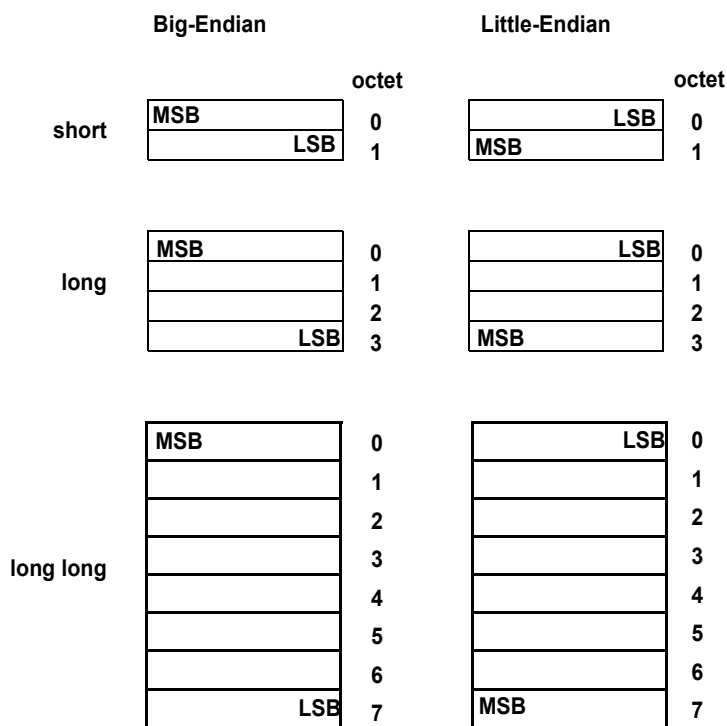 Big-Endian Little-Endian
octet octet
short MSB 0 LSB 0
LSB 1 MSB 1
long MSB 0 LSB 0
1 1
2 2
LSB 3 MSB 3
long long MSB 0 LSB 0
1 1
2 2
3 3
4 4
5 5
6 6
LSB 7 MSB 7